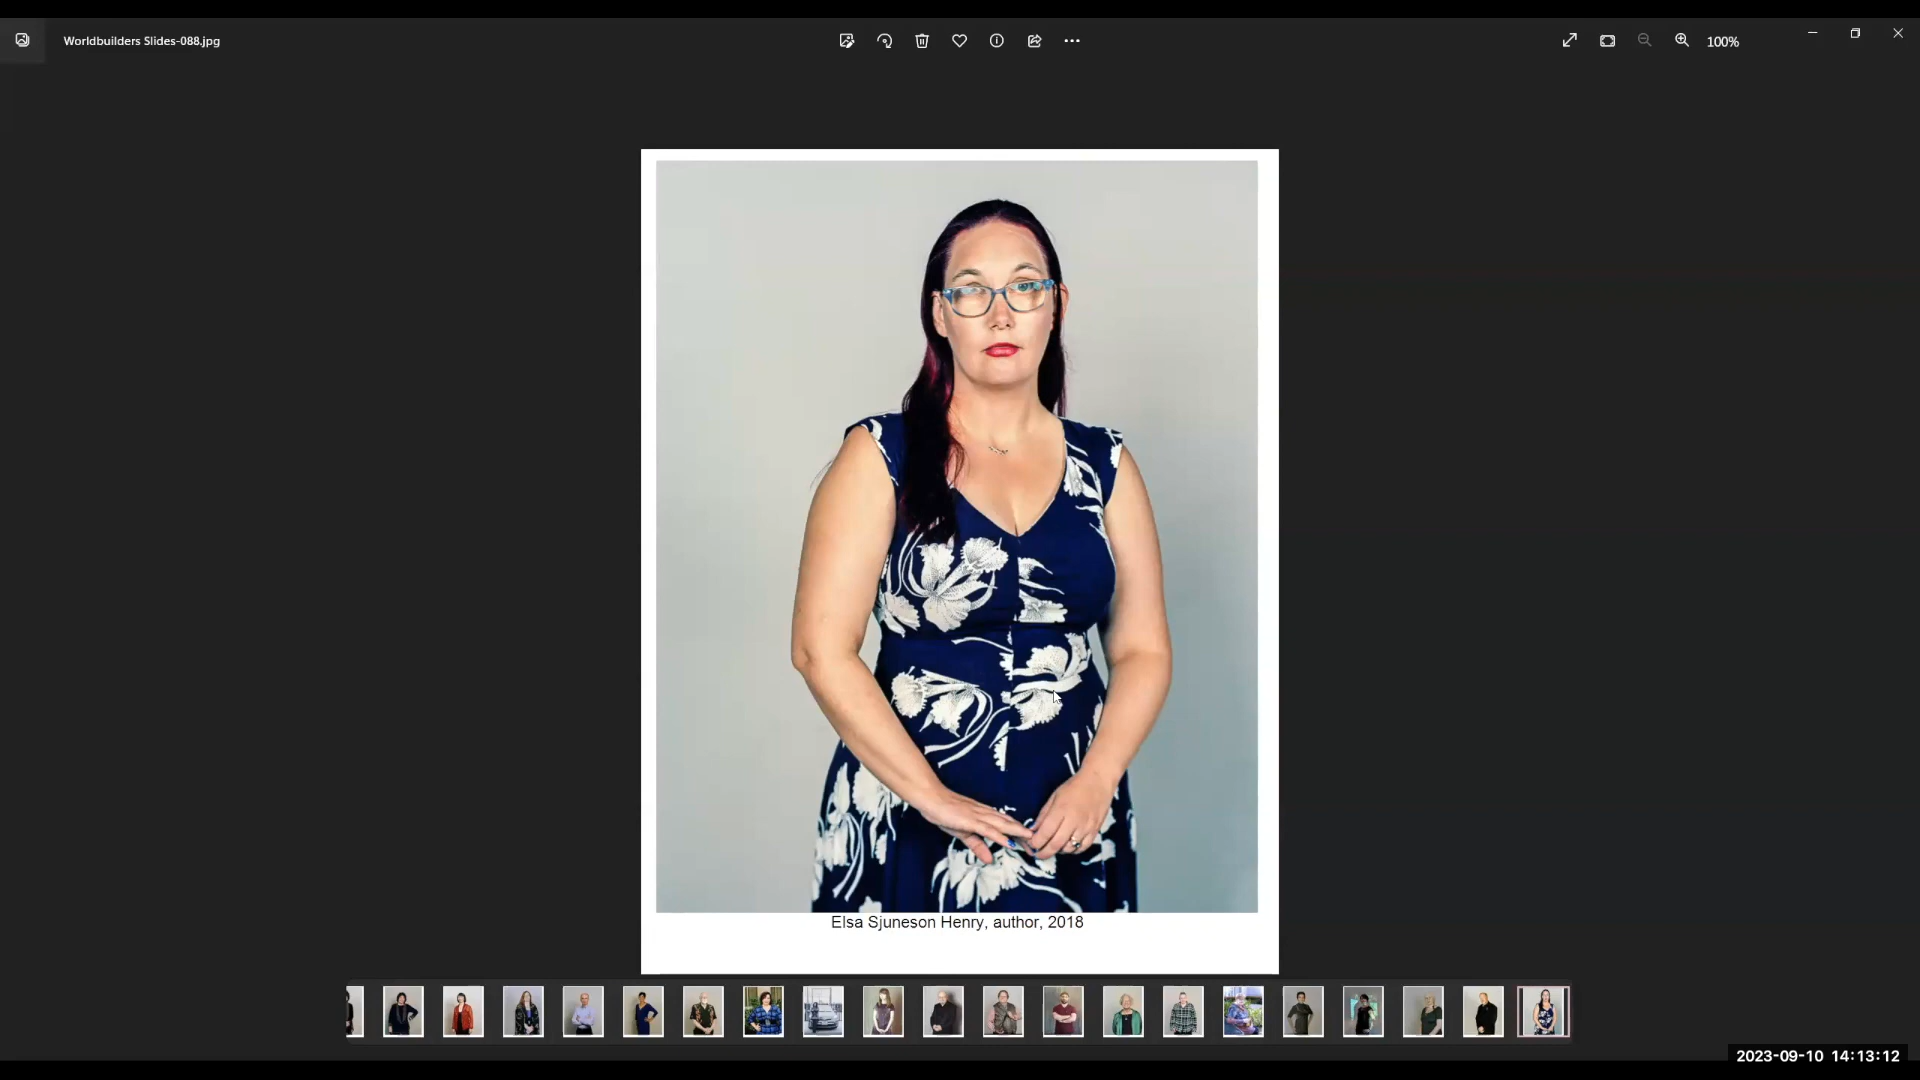 Worldbuilders Slides-088.jpg
100%
Elsa Sjuneson Henry, author, 2018
2023-09-10 14:13:12